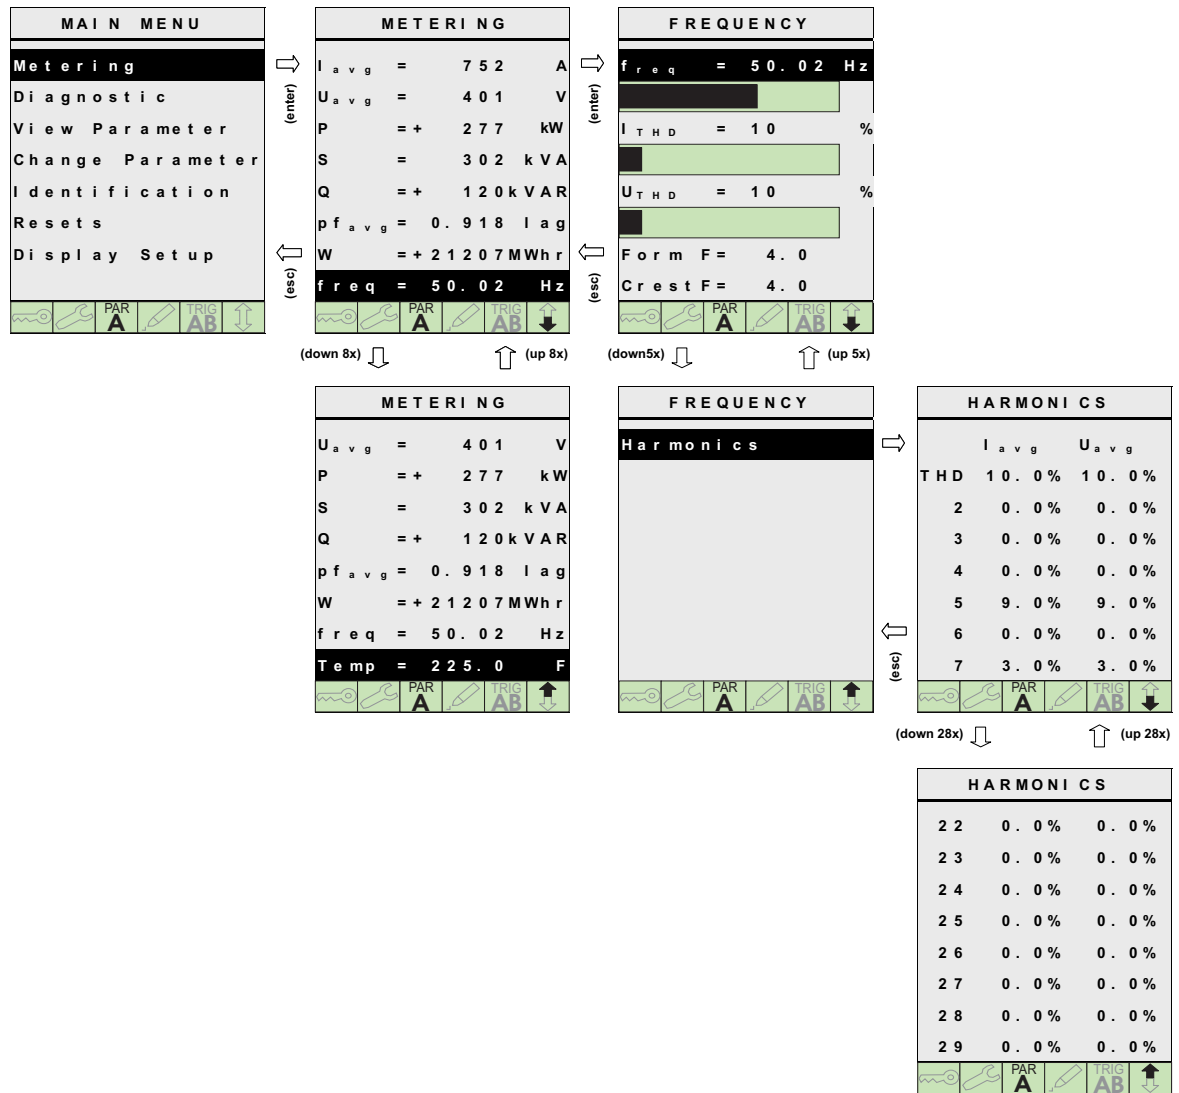 MAIN MENU
Metering
Diagnostic
View Parameter
Change Parameter
Identification
Resets
Display Setup
PAR A TRIG AB
(enter)
(esc)
METERING
Iavg = 752 A
Uavg = 401 V
P =+ 277 kW
S = 302 kVA
Q =+ 120kVAR
pfavg = 0.918 lag
W =+21207MWhr
freq = 50.02 Hz
PAR A TRIG AB
(enter)
(esc)
FREQUENCY
freq = 50.02 Hz
ITHD = 10 %
UTHD = 10 %
Form F= 4.0
CrestF= 4.0
PAR A TRIG AB
(down 8x) (up 8x)
(down5x) (up 5x)
METERING
Uavg = 401 V
P =+ 277 kW
S = 302 kVA
Q =+ 120kVAR
pfavg = 0.918 lag
W =+21207MWhr
freq = 50.02 Hz
Temp = 225.0 F
PAR A TRIG AB
FREQUENCY
Harmonics
PAR A TRIG AB
(esc)
HARMONICS
Iavg Uavg
THD 10.0% 10.0%
2 0.0% 0.0%
3 0.0% 0.0%
4 0.0% 0.0%
5 9.0% 9.0%
6 0.0% 0.0%
7 3.0% 3.0%
PAR A TRIG AB
(down 28x) (up 28x)
HARMONICS
22 0.0% 0.0%
23 0.0% 0.0%
24 0.0% 0.0%
25 0.0% 0.0%
26 0.0% 0.0%
27 0.0% 0.0%
28 0.0% 0.0%
29 0.0% 0.0%
PAR A TRIG AB